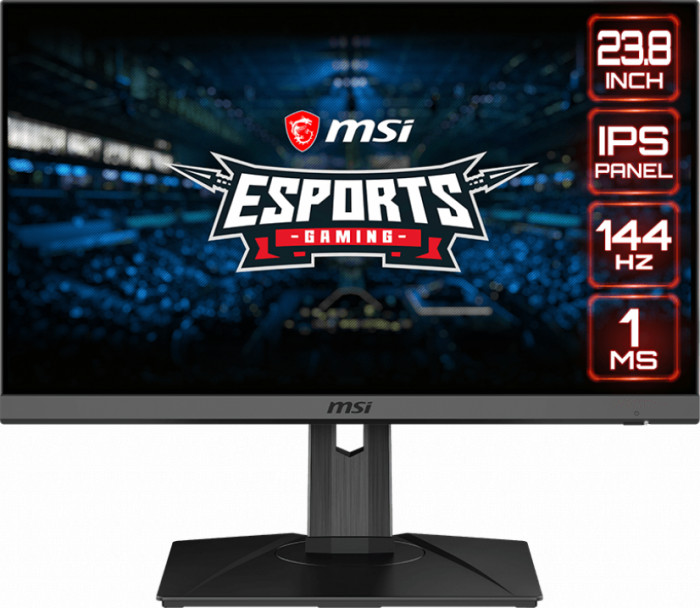 msi
ESPORTS
- GAMING -
23.8
INCH
IPS
PANEL
144
HZ
1
MS
msi